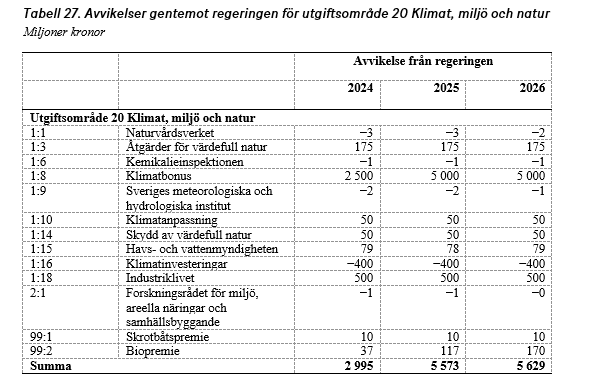 Tabell 27. Avvikelser gentemot regeringen för utgiftsområde 20 Klimat, miljö och natur
Miljoner kronor
Avvikelse från regeringen
2024 2025 2026
Utgiftsområde 20 Klimat, miljö och natur
1:1 Naturvårdsverket −3 −3 −2
1:3 Åtgärder för värdefull natur 175 175 175
1:6 Kemikalieinspektionen −1 −1 −1
1:8 Klimatbonus 2 500 5 000 5 000
1:9 Sveriges meteorologiska och −2 −2 −1
hydrologiska institut
1:10 Klimatanpassning 50 50 50
1:14 Skydd av värdefull natur 50 50 50
1:15 Havs- och vattenmyndigheten 79 78 79
1:16 Klimatinvesteringar −400 −400 −400
1:18 Industriklivet 500 500 500
2:1 Forskningsrådet för miljö, −1 −1 −0
areella näringar och
samhällsbyggande
99:1 Skrotbåtspremie 10 10 10
99:2 Biopremie 37 117 170
Summa 2 995 5 573 5 629